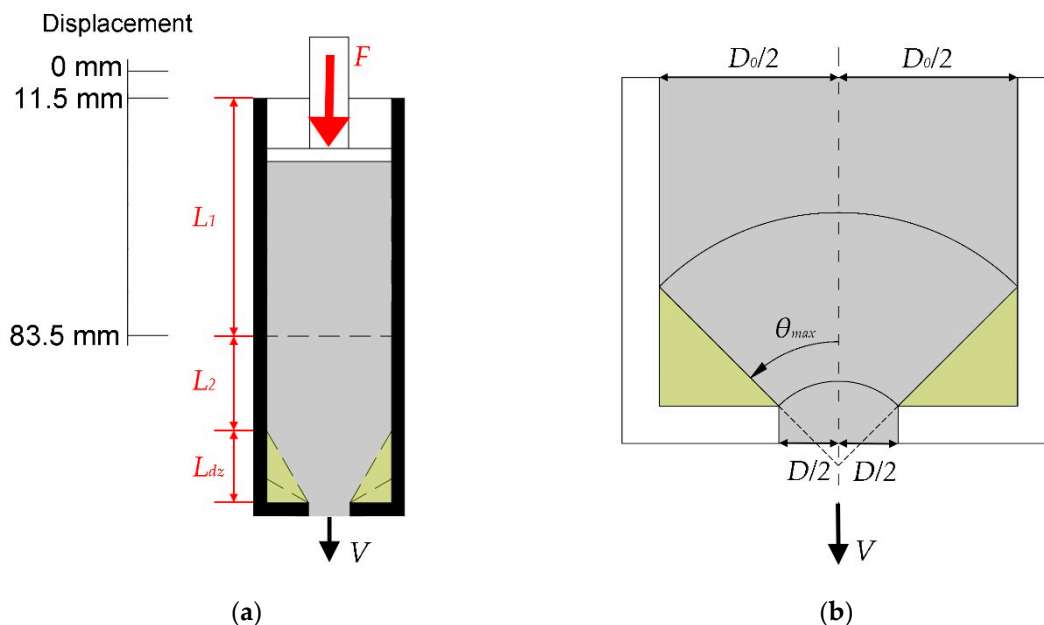 Displacement
0 mm
11.5 mm
83.5 mm
F
L1
L2
Ldz
V
(a)
D0/2 D0/2
θmax
D/2 D/2
V
(b)